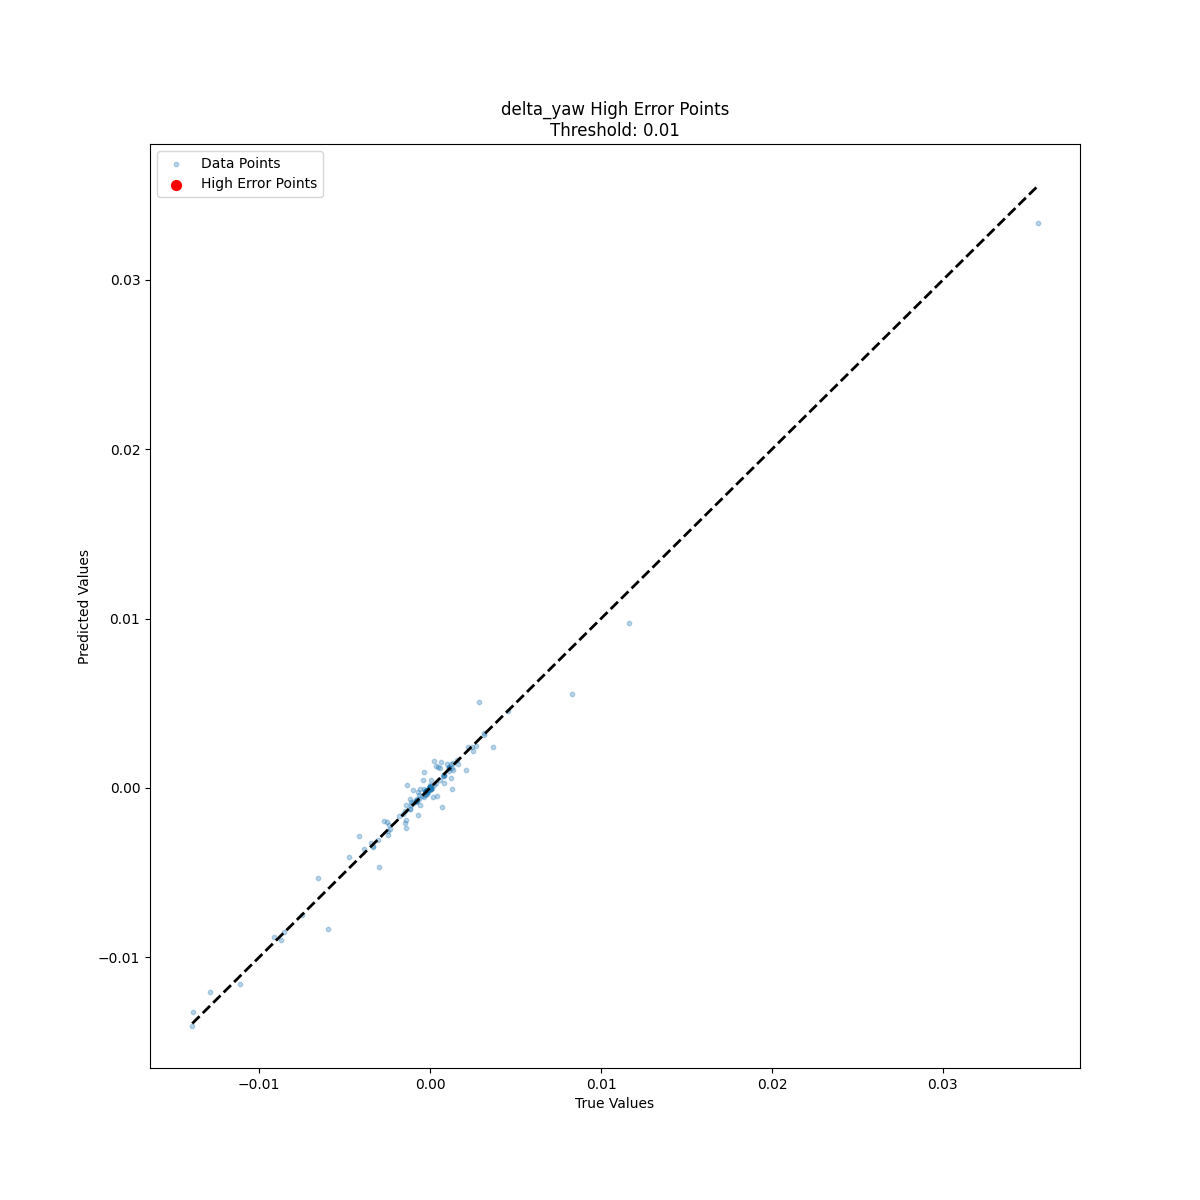 delta_yaw High Error Points
Threshold: 0.01
Data Points
High Error Points
0.03
0.02
0.01
0.00
−0.01
Predicted Values
−0.01
0.00
0.01
0.02
0.03
True Values